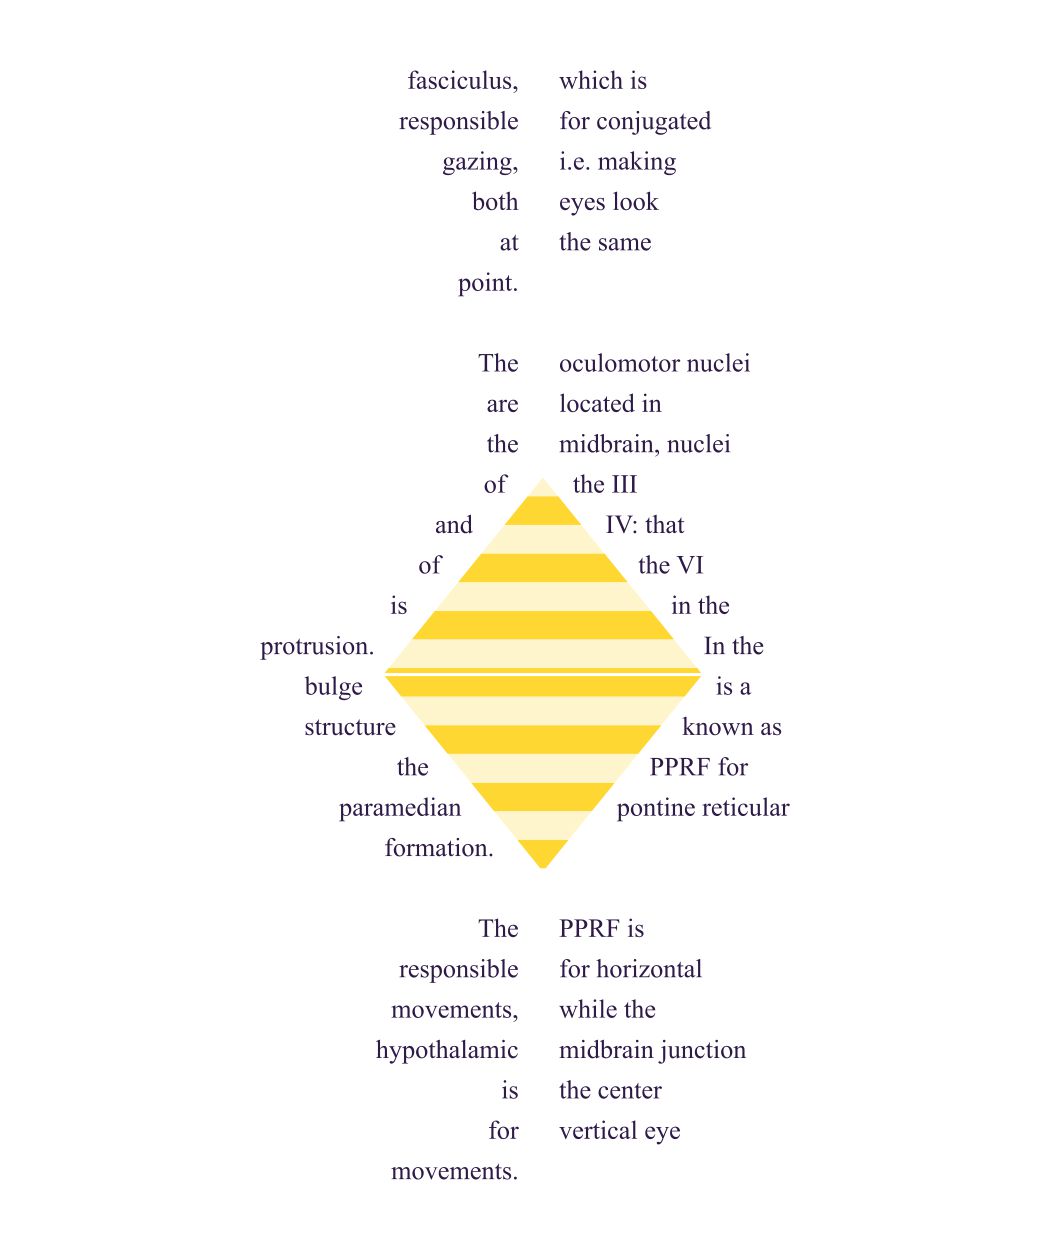 fasciculus, which is
responsible for conjugated
gazing, i.e. making
both eyes look
at the same
point.
The oculomotor nuclei
are located in
the midbrain, nuclei
of the III
and IV: that
of the VI
is in the
protrusion. In the
bulge is a
structure known as
the PPRF for
paramedian pontine reticular
formation.
The PPRF is
responsible for horizontal
movements, while the
hypothalamic midbrain junction
is the center
for vertical eye
movements.